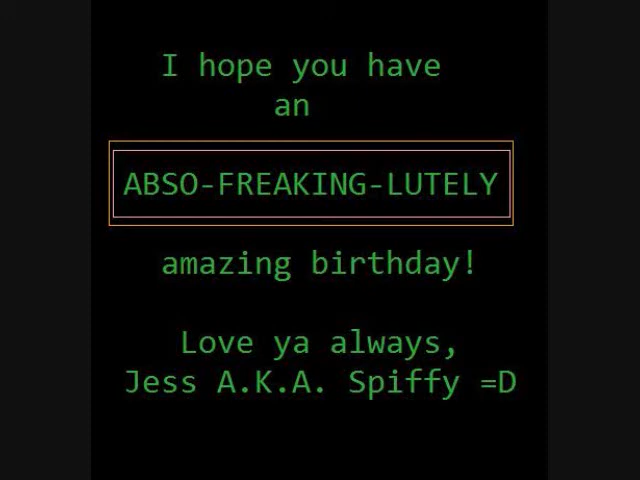 I hope you have
an
ABSO-FREAKING-LUTELY
amazing birthday!
Love ya always,
Jess A.K.A. Spiffy =D